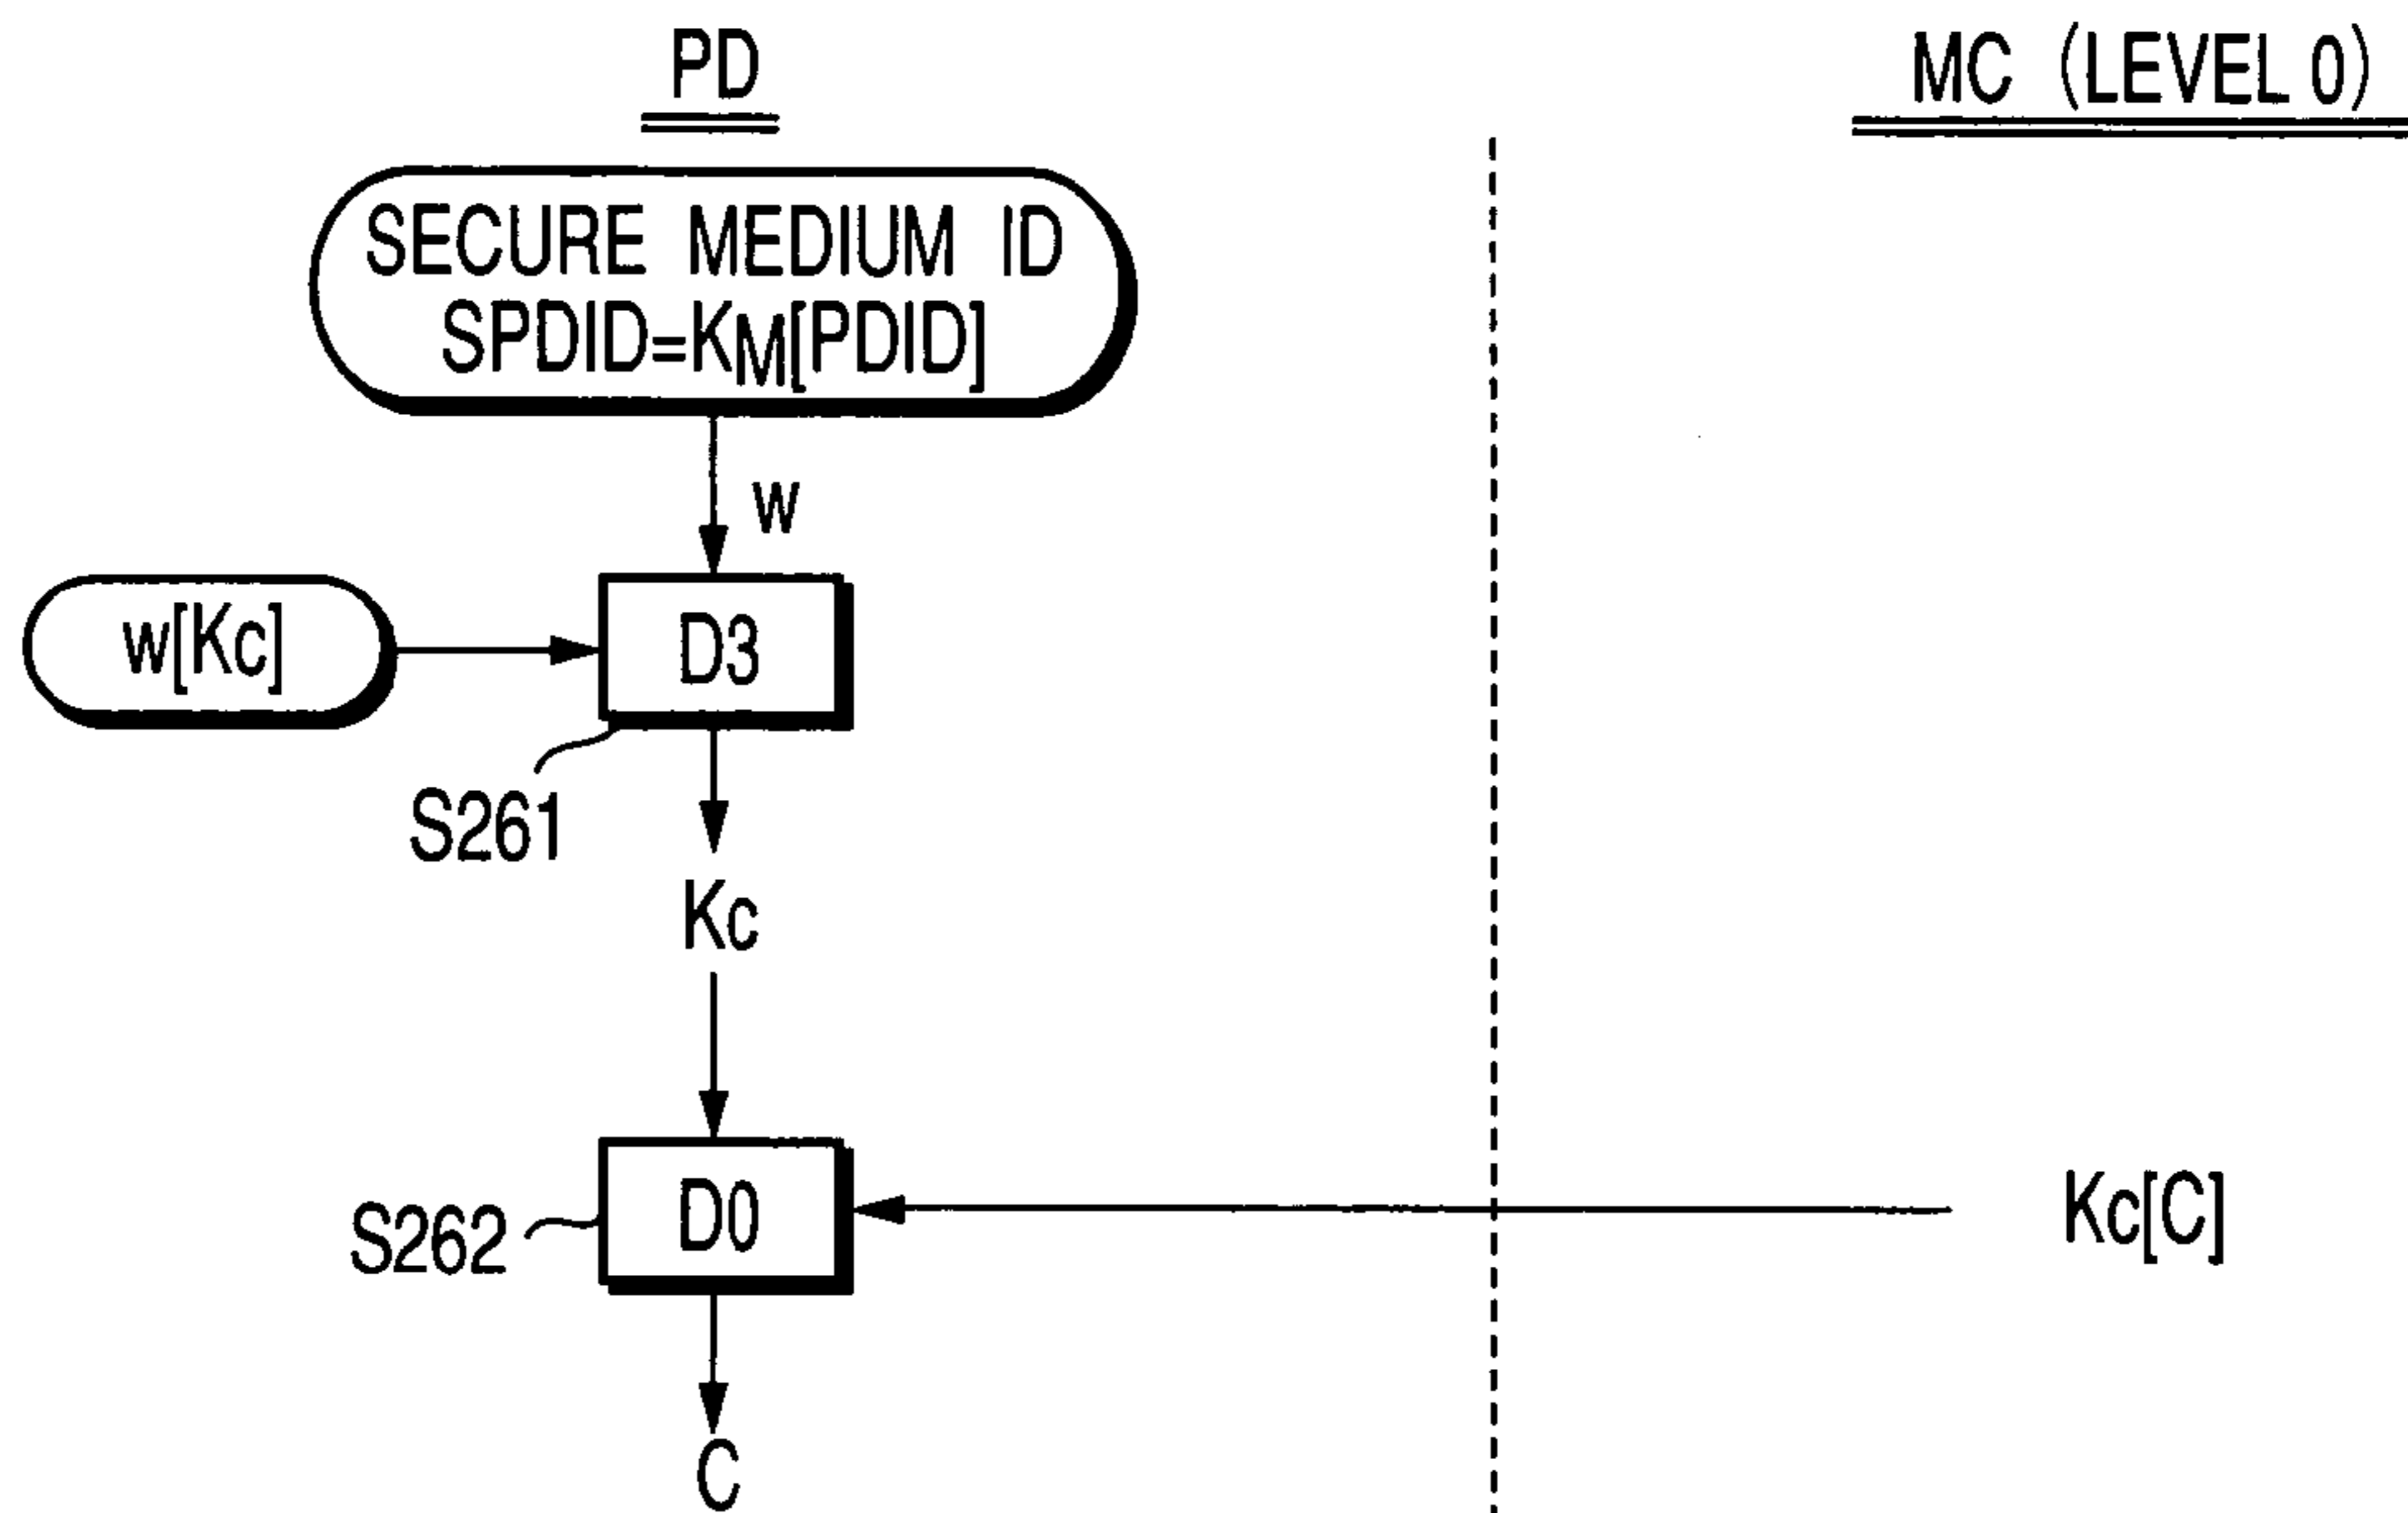 PD
MC (LEVEL 0)
SECURE MEDIUM ID
SPDID=KM[PDID]
w
w[Kc]
D3
S261
Kc
D0
S262
Kc[C]
C